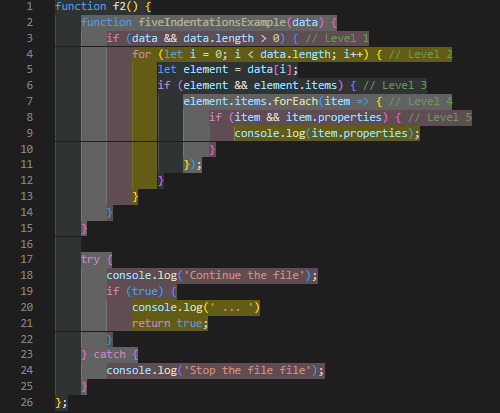 1 function f2() {
2 function fiveIndentationsExample(data) {
3 if (data && data.length > 0) { // Level 1
4 for (let i = 0; i < data.length; i++) { // Level 2
5 let element = data[i];
6 if (element && element.items) { // Level 3
7 element.items.forEach(item => { // Level 4
8 if (item && item.properties) { // Level 5
9 console.log(item.properties);
10 }
11 });
12 }
13 }
14 }
15 }
16
17 try {
18 console.log('Continue the file');
19 if (true) {
20 console.log(' ... ')
21 return true;
22 }
23 } catch {
24 console.log('Stop the file file');
25 }
26 };